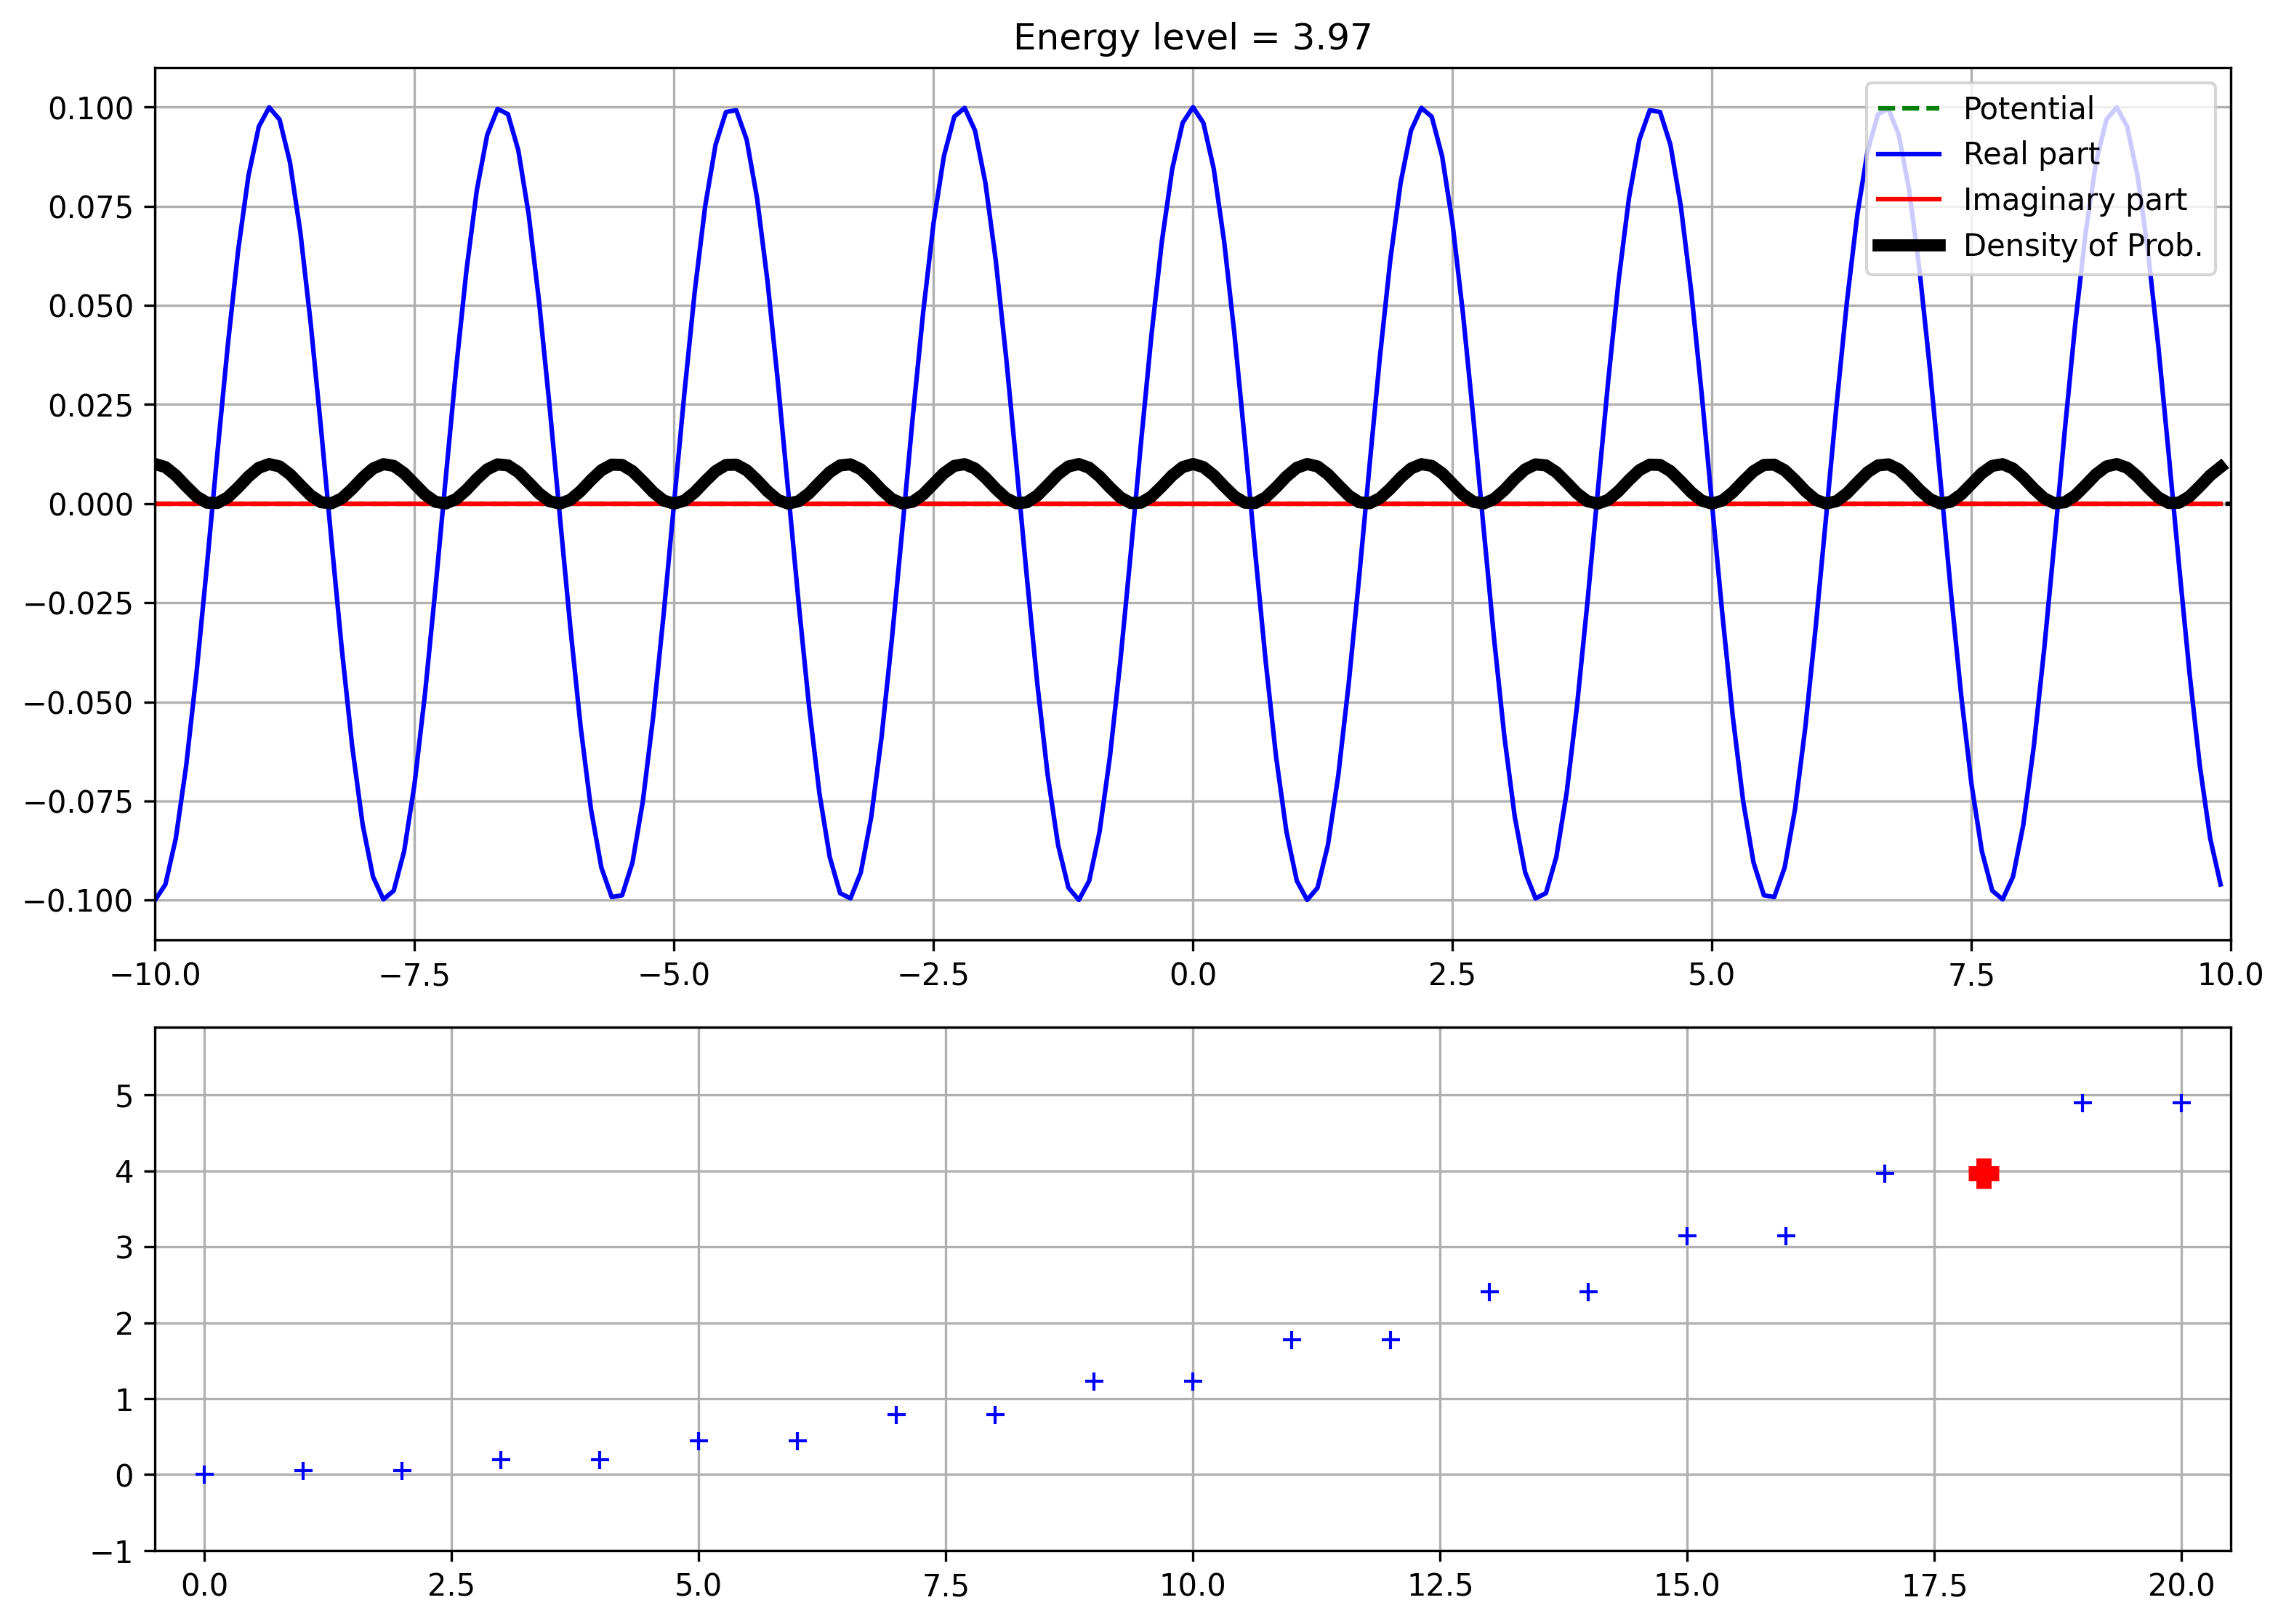 Energy level = 3.97
0.100
0.075
0.050
0.025
0.000
−0.025
−0.050
−0.075
−0.100
Potential
Real part
Imaginary part
Density of Prob.
−10.0 −7.5 −5.0 −2.5 0.0 2.5 5.0 7.5 10.0
5
4
3
2
1
0
−1
0.0 2.5 5.0 7.5 10.0 12.5 15.0 17.5 20.0